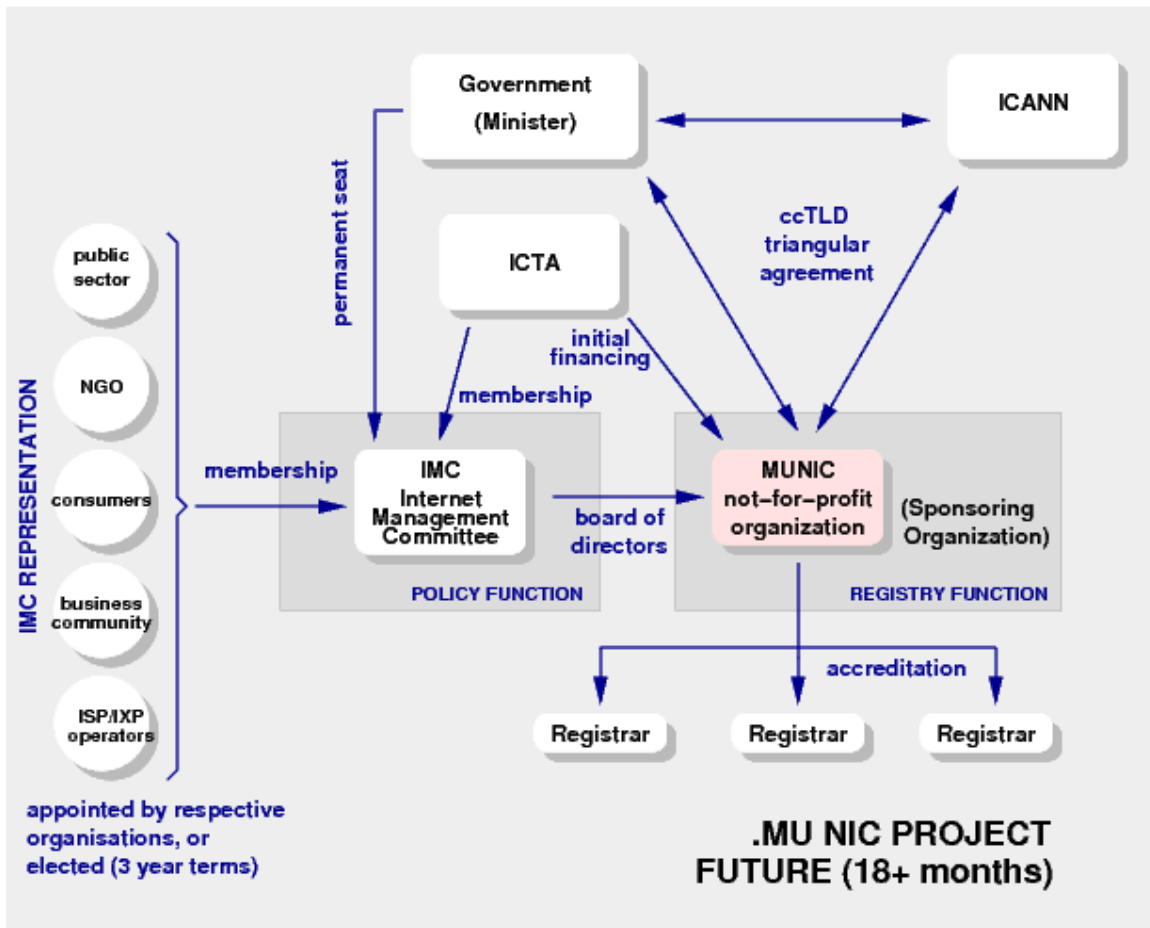 Government
(Minister)
ICANN
permanent seat
ccTLD
triangular
agreement
ICTA
public
sector
initial
financing
NGO
membership
IMC REPRESENTATION
membership
IMC
Internet
Management
Committee
MUNIC
not-for-profit
organization
(Sponsoring
Organization)
consumers
board of
directors
POLICY FUNCTION
REGISTRY FUNCTION
business
community
accreditation
ISP/IXP
operators
Registrar
Registrar
Registrar
appointed by respective
organisations, or
elected (3 year terms)
.MU NIC PROJECT
FUTURE (18+ months)